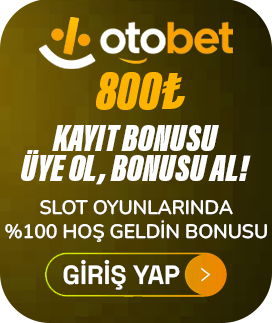 otobet
800₺
KAYIT BONUSU
ÜYE OL, BONUSU AL!
SLOT OYUNLARINDA
%100 HOŞ GELDİN BONUSU
GİRİŞ YAP